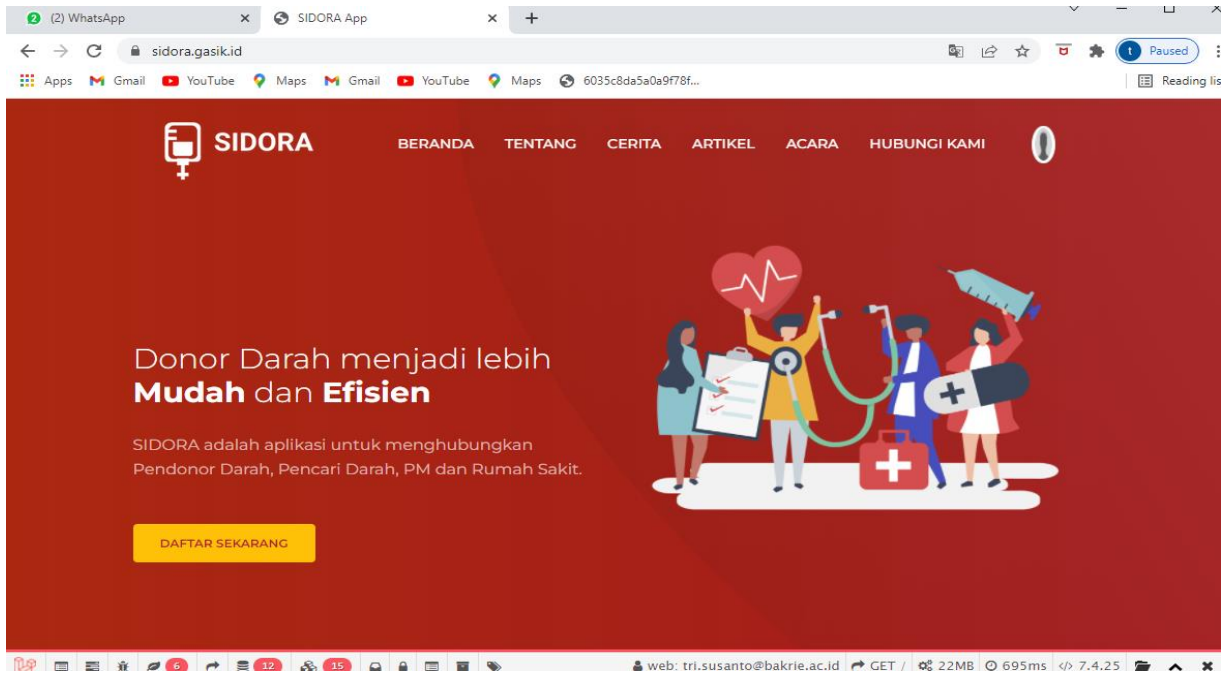 2 (2) WhatsApp
SIDORA App
sidora.gasik.id
t Paused
Apps Gmail YouTube Maps Gmail YouTube Maps 6035c8da5a0a9f78f...
Reading lis
SIDORA
BERANDA TENTANG CERITA ARTIKEL ACARA HUBUNGI KAMI
Donor Darah menjadi lebih
Mudah dan Efisien
SIDORA adalah aplikasi untuk menghubungkan
Pendonor Darah, Pencari Darah, PM dan Rumah Sakit.
DAFTAR SEKARANG
6 12 15 web: tri.susanto@bakrie.ac.id GET / 22MB 695ms 7.4.25